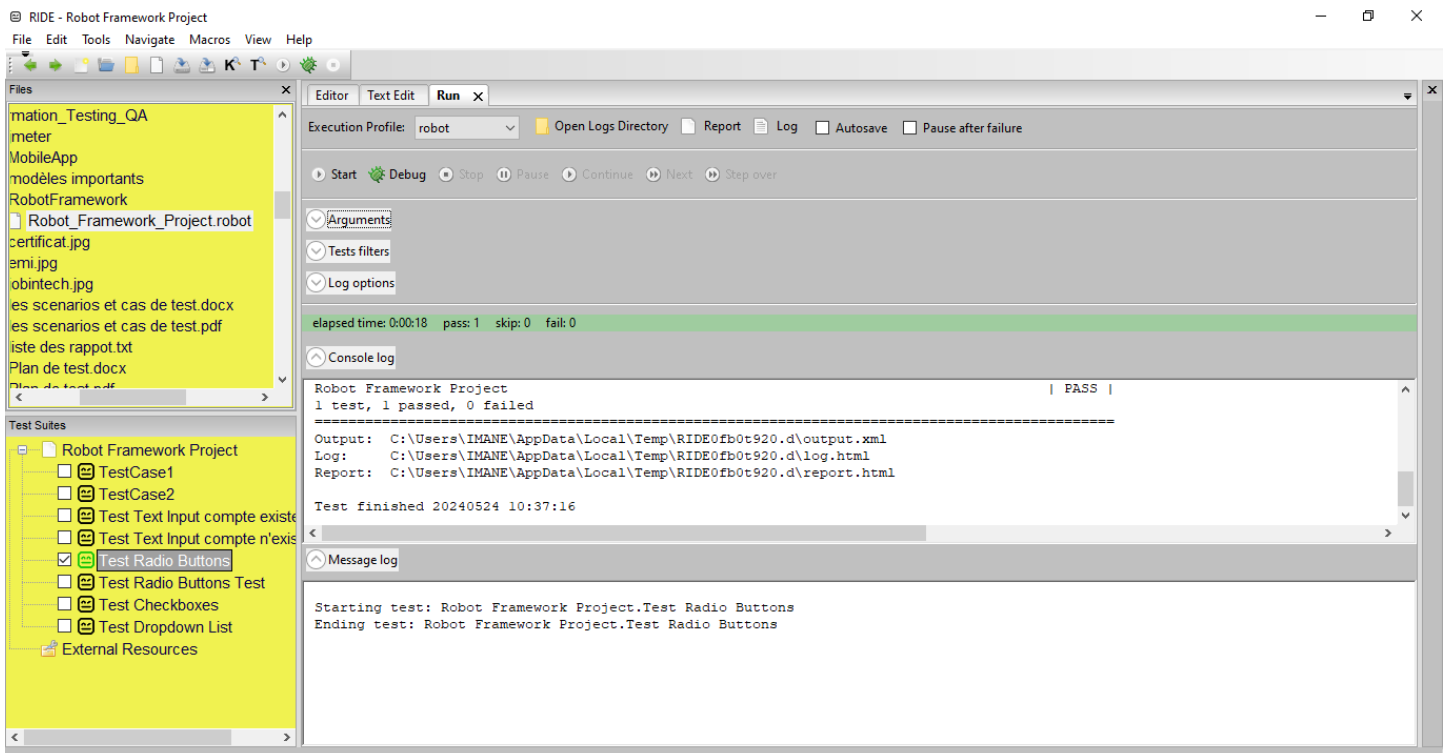 RIDE - Robot Framework Project
File Edit Tools Navigate Macros View Help
Files
mation_Testing_QA
meter
MobileApp
modèles importants
RobotFramework
Robot_Framework_Project.robot
certificat.jpg
emi.jpg
obintech.jpg
es scenarios et cas de test.docx
es scenarios et cas de test.pdf
iste des rappot.txt
Plan de test.docx
Plan de test.pdf
Test Suites
Robot Framework Project
TestCase1
TestCase2
Test Text Input compte existe
Test Text Input compte n'exis
Test Radio Buttons
Test Radio Buttons Test
Test Checkboxes
Test Dropdown List
External Resources
Editor Text Edit Run
Execution Profile: robot Open Logs Directory Report Log Autosave Pause after failure
Start Debug Stop Pause Continue Next Step over
Arguments
Tests filters
Log options
elapsed time: 0:00:18 pass: 1 skip: 0 fail: 0
Console log
Robot Framework Project | PASS |
1 test, 1 passed, 0 failed
==============================================================================
Output: C:\Users\IMANE\AppData\Local\Temp\RIDE0fb0t920.d\output.xml
Log: C:\Users\IMANE\AppData\Local\Temp\RIDE0fb0t920.d\log.html
Report: C:\Users\IMANE\AppData\Local\Temp\RIDE0fb0t920.d\report.html
Test finished 20240524 10:37:16
Message log
Starting test: Robot Framework Project.Test Radio Buttons
Ending test: Robot Framework Project.Test Radio Buttons